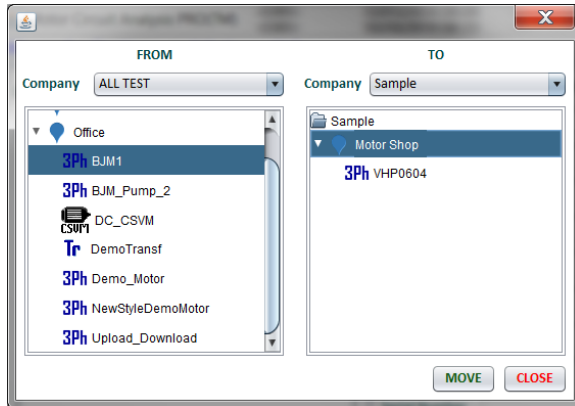 FROM
TO
Company ALL TEST
Company Sample
Office
3Ph BJM1
3Ph BJM_Pump_2
CSVM DC_CSVM
Tr DemoTransf
3Ph Demo_Motor
3Ph NewStyleDemoMotor
3Ph Upload_Download
Sample
Motor Shop
3Ph VHP0604
MOVE
CLOSE